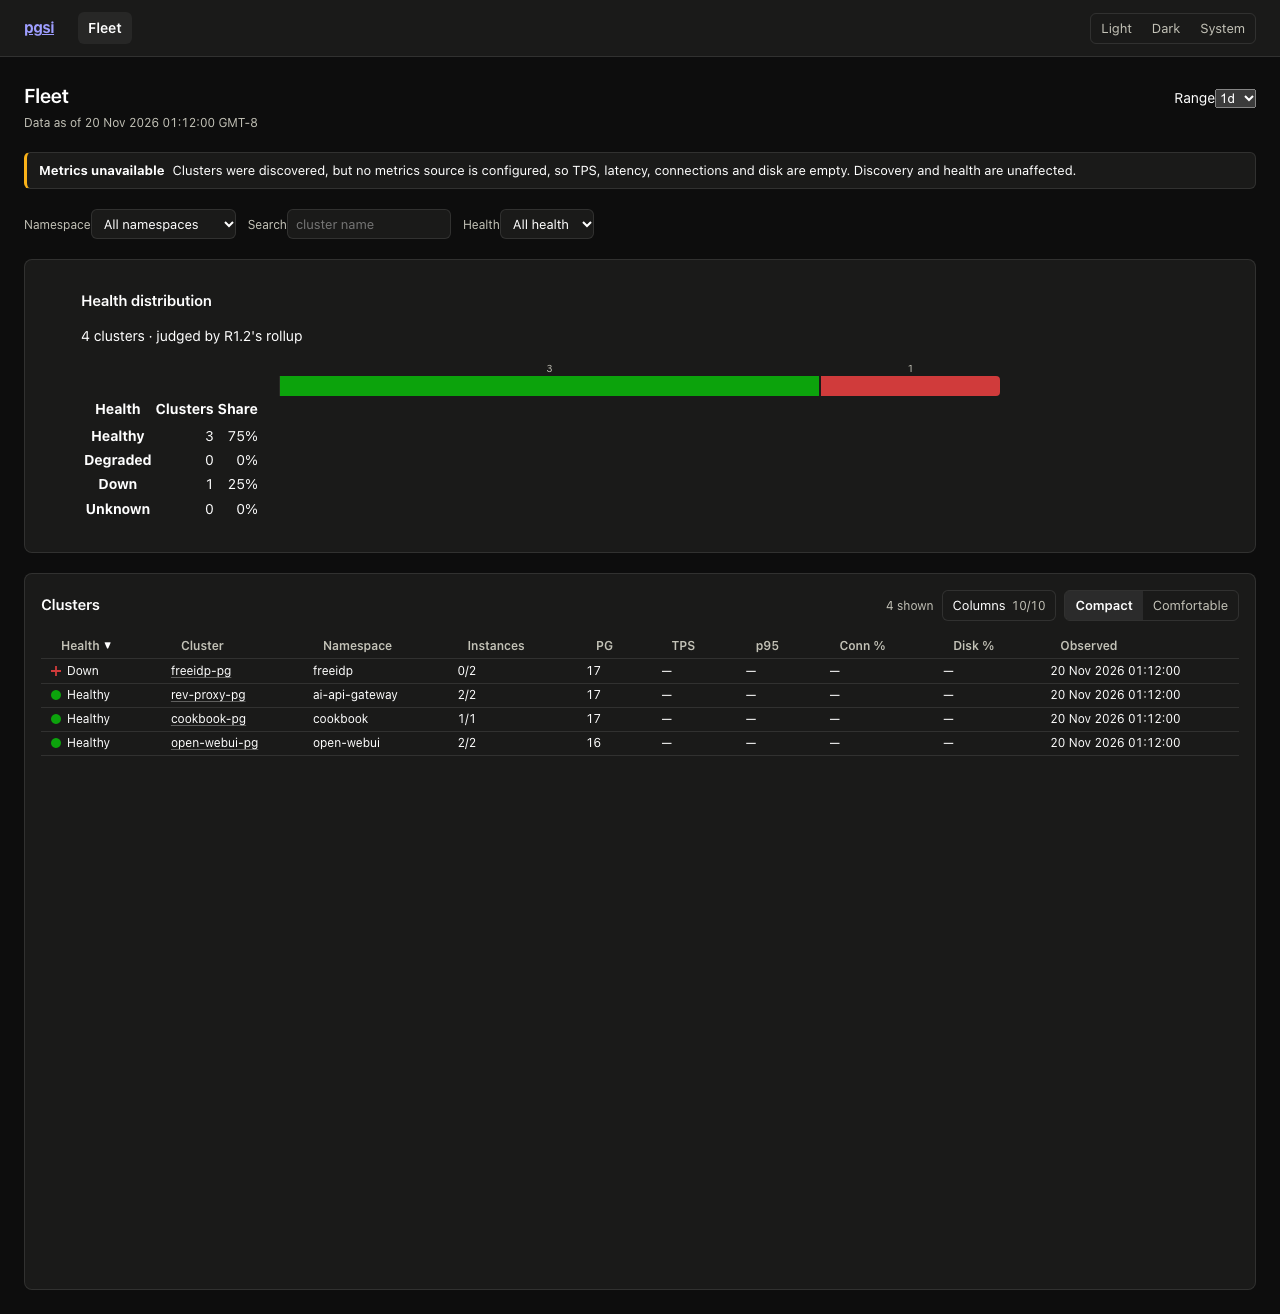 pgsi Fleet Light Dark System
Fleet
Range 1d
Data as of 20 Nov 2026 01:12:00 GMT-8
Metrics unavailable Clusters were discovered, but no metrics source is configured, so TPS, latency, connections and disk are empty. Discovery and health are unaffected.
Namespace All namespaces Search cluster name Health All health
Health distribution
4 clusters · judged by R1.2's rollup
3 1
Health Clusters Share
Healthy 3 75%
Degraded 0 0%
Down 1 25%
Unknown 0 0%
Clusters 4 shown Columns 10/10 Compact Comfortable
Health ▼ Cluster Namespace Instances PG TPS p95 Conn % Disk % Observed
Down freeidp-pg freeidp 0/2 17 — — — — 20 Nov 2026 01:12:00
Healthy rev-proxy-pg ai-api-gateway 2/2 17 — — — — 20 Nov 2026 01:12:00
Healthy cookbook-pg cookbook 1/1 17 — — — — 20 Nov 2026 01:12:00
Healthy open-webui-pg open-webui 2/2 16 — — — — 20 Nov 2026 01:12:00